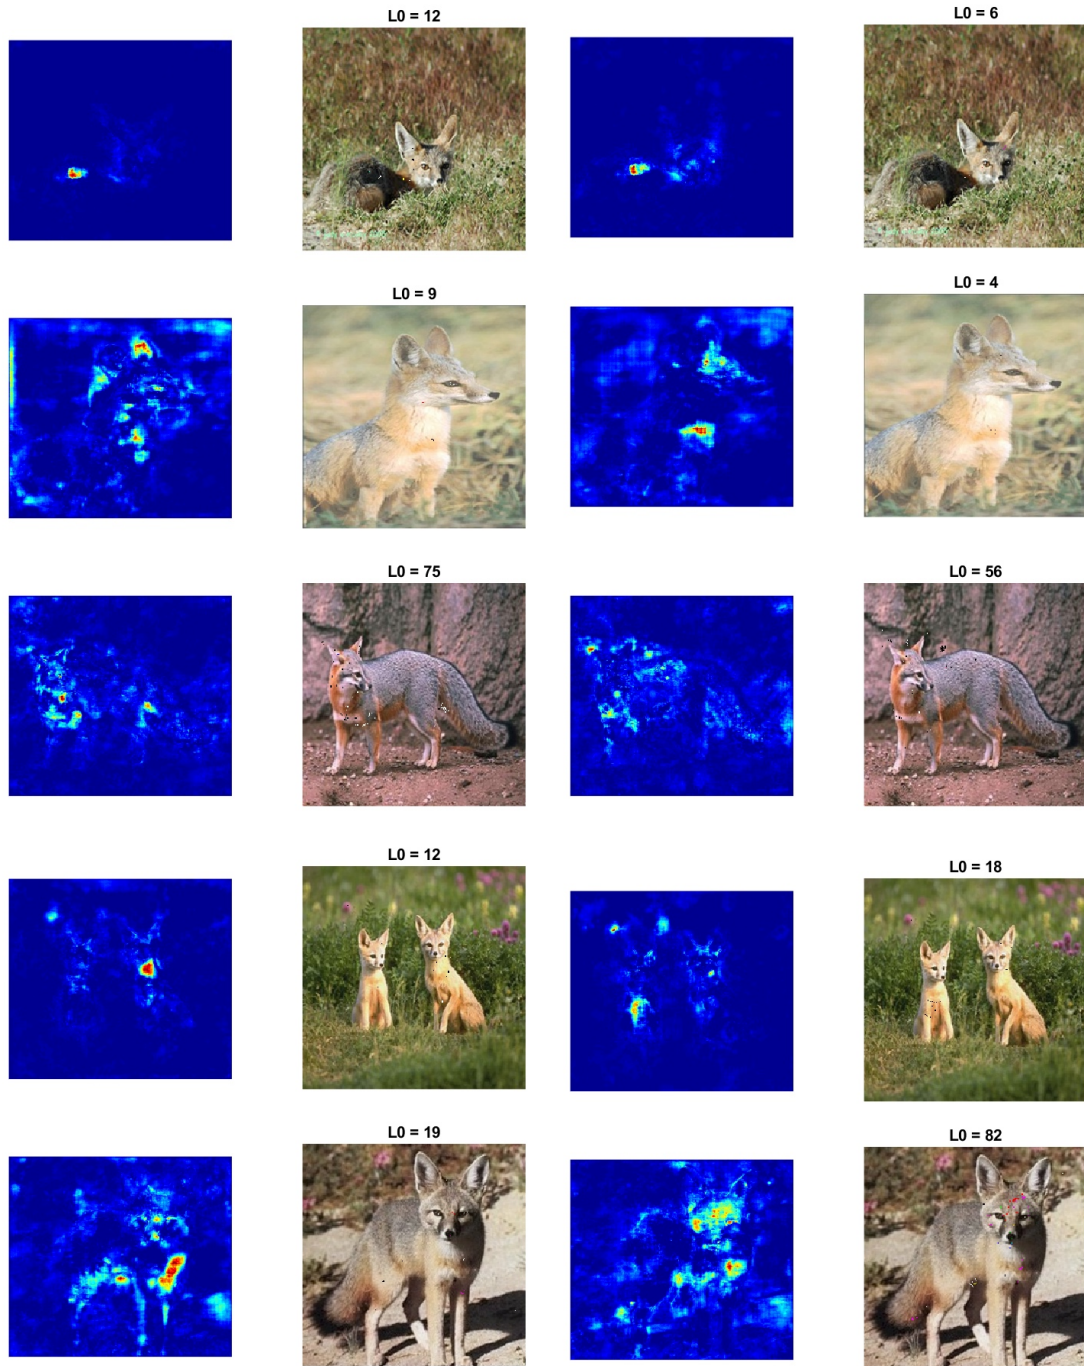 L0 = 12
L0 = 6
L0 = 9
L0 = 4
L0 = 75
L0 = 56
L0 = 12
L0 = 18
L0 = 19
L0 = 82